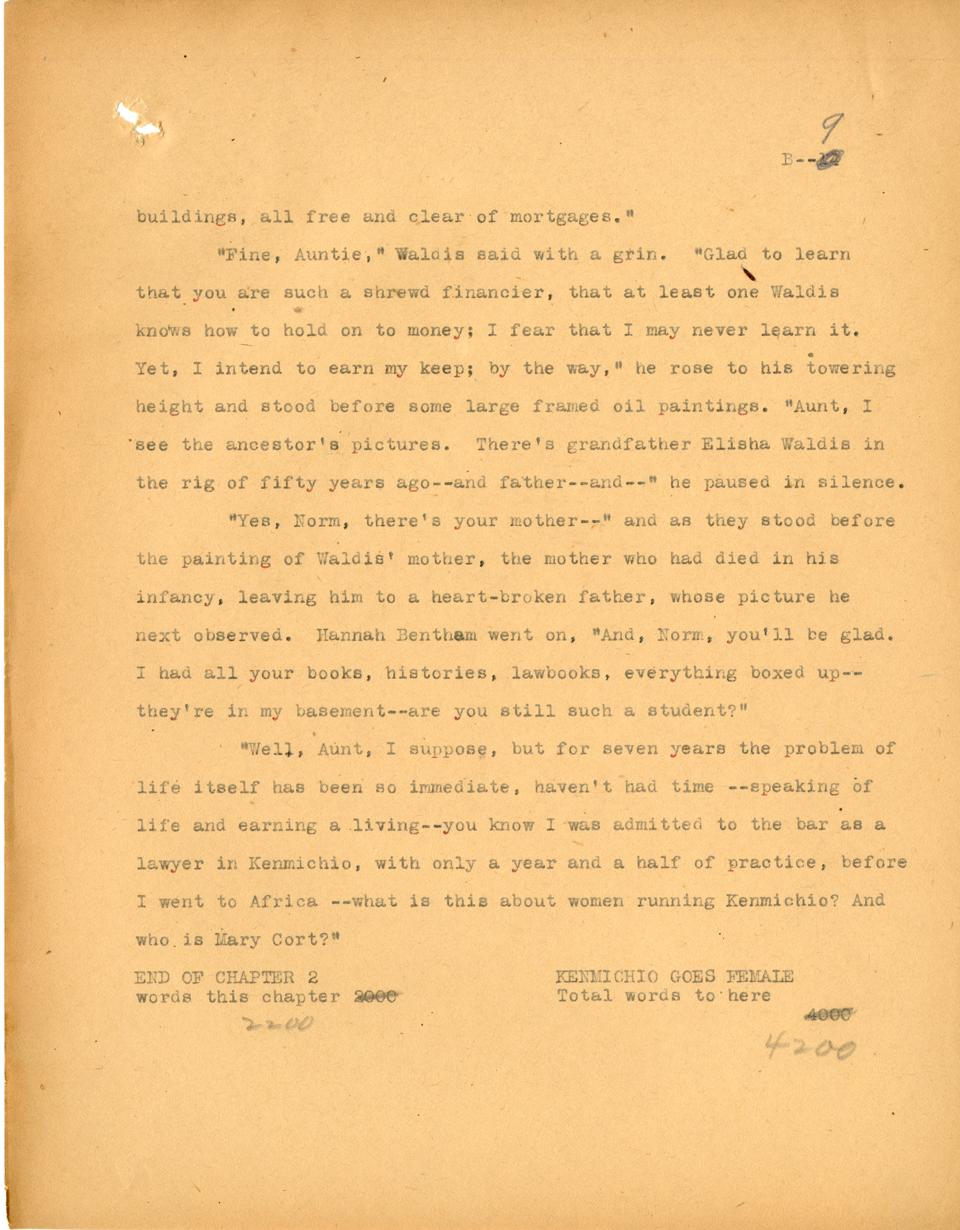 9
B--
buildings, all free and clear of mortgages."
"Fine, Auntie," Waldis said with a grin. "Glad to learn
that you are such a shrewd financier, that at least one Waldis
knows how to hold on to money; I fear that I may never learn it.
Yet, I intend to earn my keep; by the way," he rose to his towering
height and stood before some large framed oil paintings. "Aunt, I
see the ancestor's pictures. There's grandfather Elisha Waldis in
the rig of fifty years ago--and father--and--" he paused in silence.
"Yes, Norm, there's your mother--" and as they stood before
the painting of Waldis' mother, the mother who had died in his
infancy, leaving him to a heart-broken father, whose picture he
next observed. Hannah Bentham went on, "And, Norm, you'll be glad.
I had all your books, histories, lawbooks, everything boxed up--
they're in my basement--are you still such a student?"
"Well, Aunt, I suppose, but for seven years the problem of
life itself has been so immediate, haven't had time --speaking of
life and earning a living--you know I was admitted to the bar as a
lawyer in Kenmichio, with only a year and a half of practice, before
I went to Africa --what is this about women running Kenmichio? And
who is Mary Cort?"
END OF CHAPTER 2 KENMICHIO GOES FEMALE
words this chapter 2000 Total words to here
4000
2200
4200